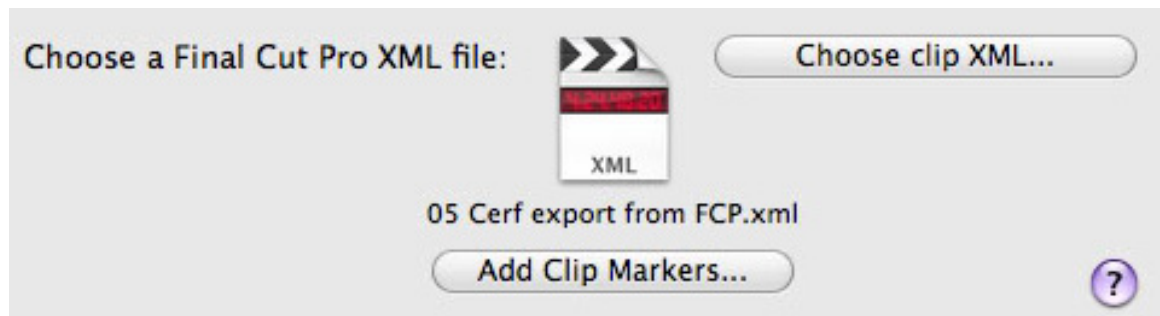 Choose a Final Cut Pro XML file:
Choose clip XML...
XML
05 Cerf export from FCP.xml
Add Clip Markers...
?